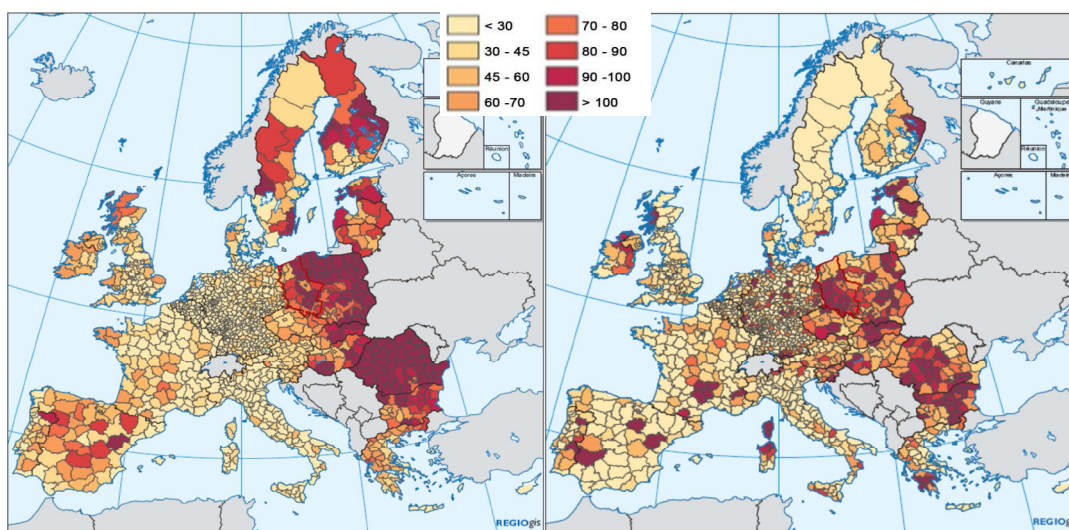 < 30
30 - 45
45 - 60
60 - 70
70 - 80
80 - 90
90 -100
> 100
Réunion
Açores
Madeira
REGIOgis
Canarias
Guyane
Guadeloupe
Martinique
Réunion
Açores
Madeira
REGIOgis